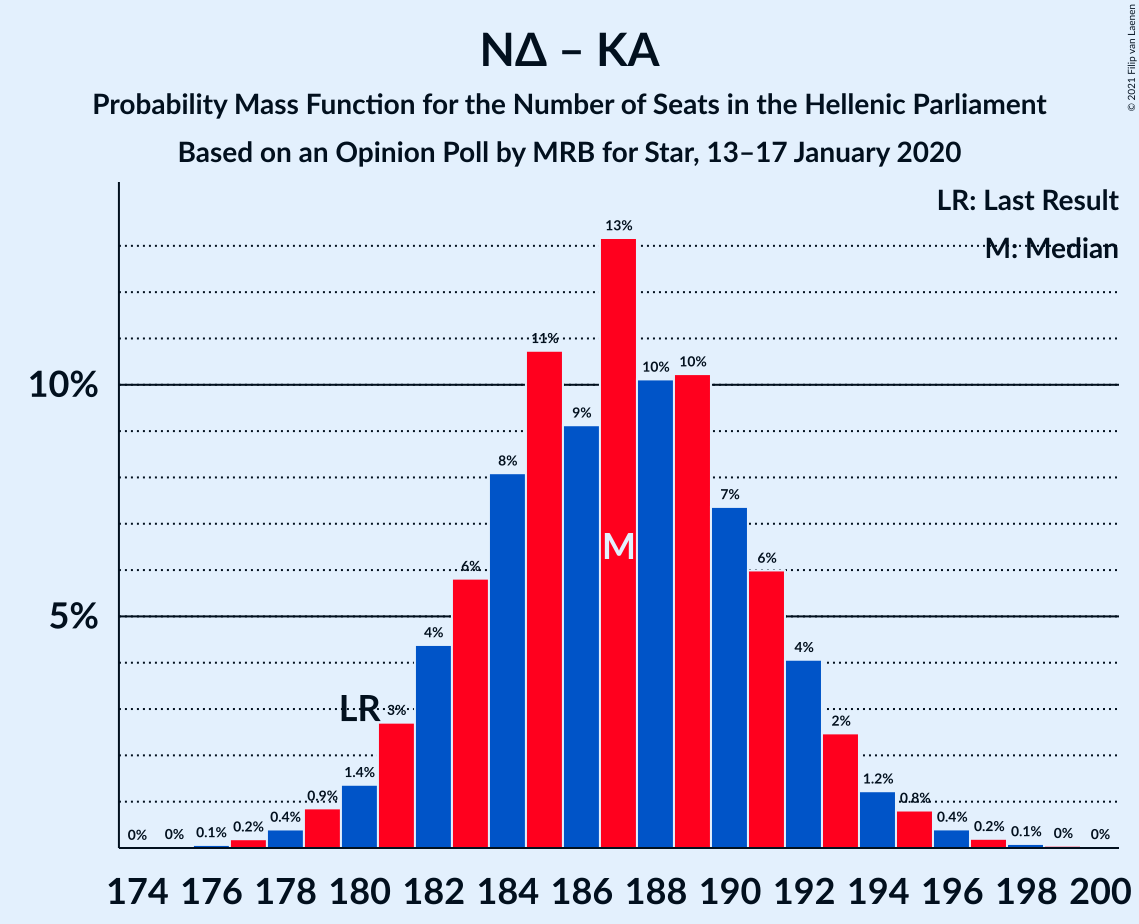 © 2021 Filip van Laenen
ΝΔ – ΚΑ
Probability Mass Function for the Number of Seats in the Hellenic Parliament
Based on an Opinion Poll by MRB for Star, 13–17 January 2020
LR: Last Result
M: Median
10%
5%
0% 0% 0.1% 0.2% 0.4% 0.9% 1.4% 3% 4% 6% 8% 11% 9% 13% 10% 10% 7% 6% 4% 2% 1.2% 0.8% 0.4% 0.2% 0.1% 0% 0%
LR
M
174 176 178 180 182 184 186 188 190 192 194 196 198 200